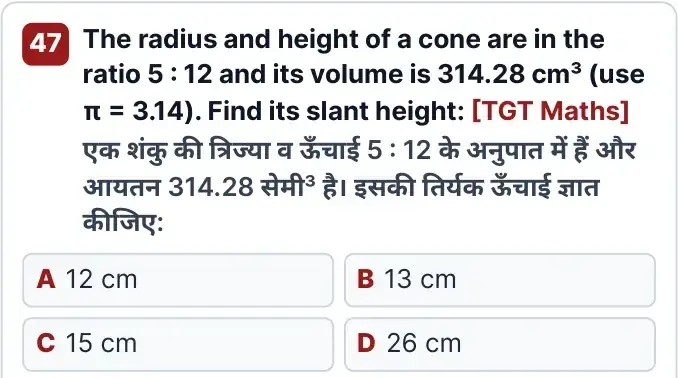 47 The radius and height of a cone are in the
ratio 5 : 12 and its volume is 314.28 cm³ (use
π = 3.14). Find its slant height: [TGT Maths]
एक शंकु की त्रिज्या व ऊँचाई 5 : 12 के अनुपात में हैं और
आयतन 314.28 सेमी³ है। इसकी तिर्यक ऊँचाई ज्ञात
कीजिए:
A 12 cm
B 13 cm
C 15 cm
D 26 cm